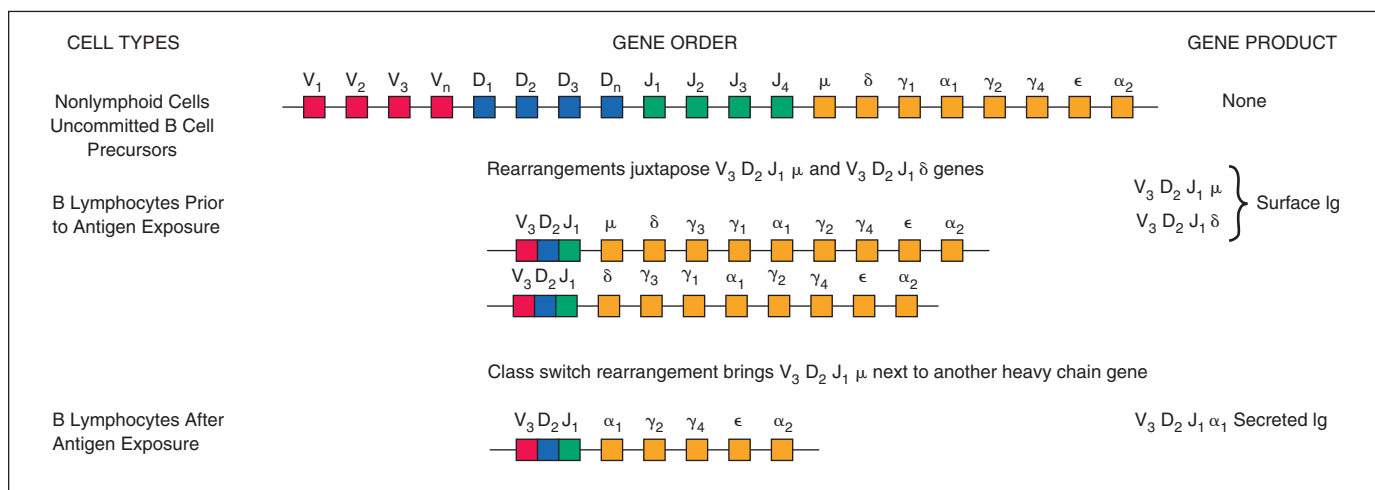 CELL TYPES GENE ORDER GENE PRODUCT
V1 V2 V3 Vn D1 D2 D3 Dn J1 J2 J3 J4 μ δ γ1 α1 γ2 γ4 ϵ α2
Nonlymphoid Cells
Uncommitted B Cell
Precursors
None
Rearrangements juxtapose V3 D2 J1 μ and V3 D2 J1 δ genes
B Lymphocytes Prior
to Antigen Exposure
V3 D2 J1 μ
V3 D2 J1 δ
Surface Ig
V3 D2 J1 μ δ γ3 γ1 α1 γ2 γ4 ϵ α2
V3 D2 J1 δ γ3 γ1 α1 γ2 γ4 ϵ α2
Class switch rearrangement brings V3 D2 J1 μ next to another heavy chain gene
B Lymphocytes After
Antigen Exposure
V3 D2 J1 α1 γ2 γ4 ϵ α2
V3 D2 J1 α1 Secreted Ig